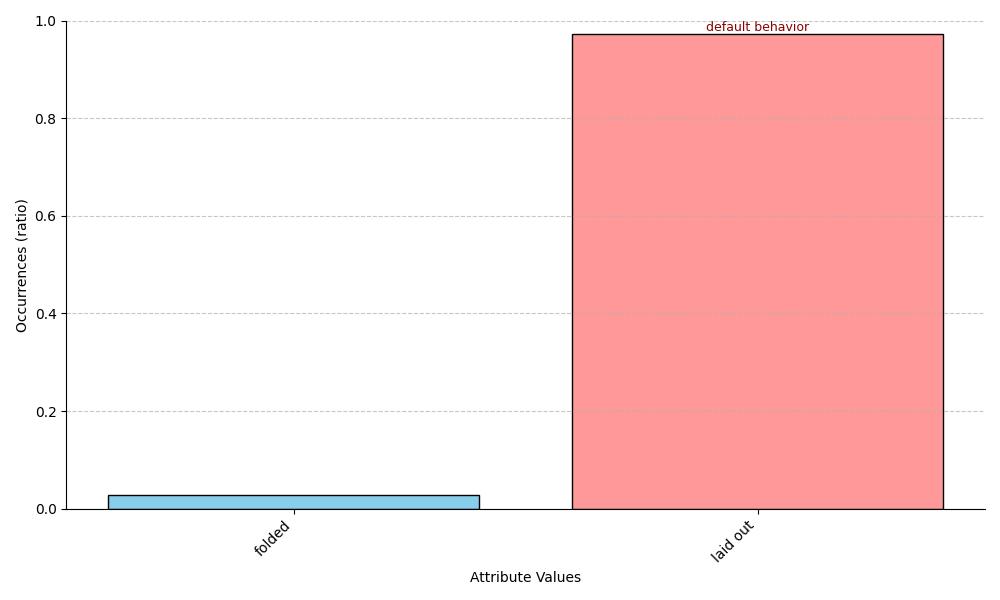 default behavior
1.0
0.8
0.6
0.4
0.2
0.0
Occurrences (ratio)
folded
laid out
Attribute Values